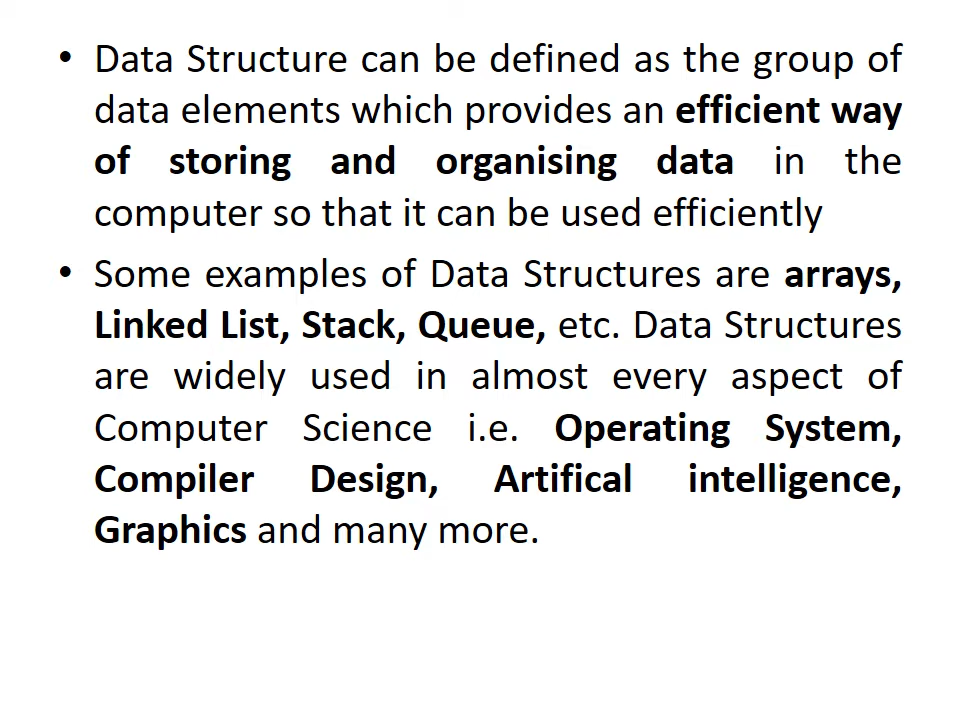 • Data Structure can be defined as the group of
data elements which provides an efficient way
of storing and organising data in the
computer so that it can be used efficiently
• Some examples of Data Structures are arrays,
Linked List, Stack, Queue, etc. Data Structures
are widely used in almost every aspect of
Computer Science i.e. Operating System,
Compiler Design, Artifical intelligence,
Graphics and many more.